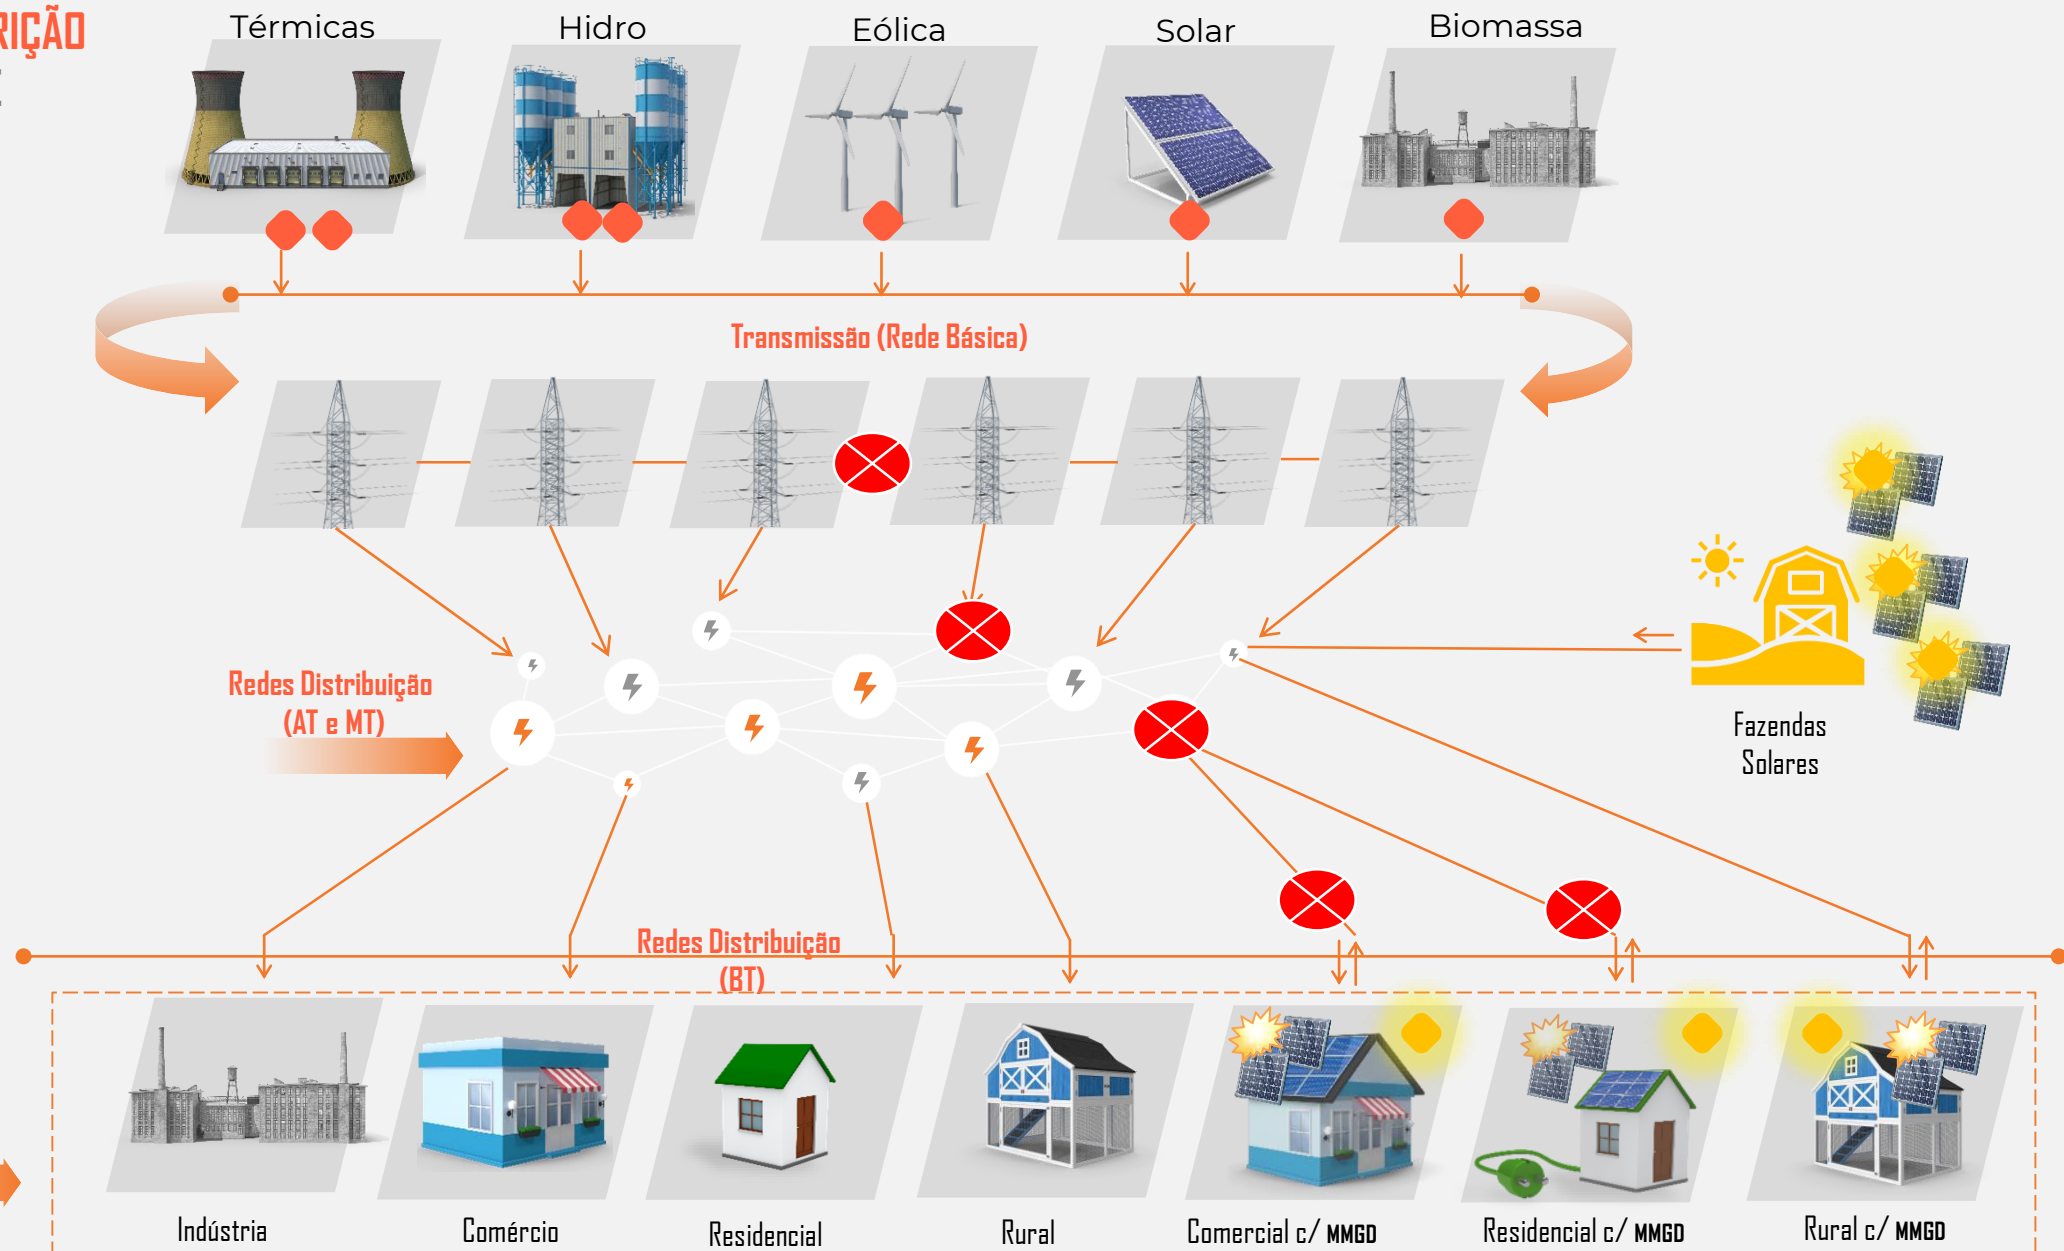 RIÇÃO
Térmicas
Hidro
Eólica
Solar
Biomassa
Transmissão (Rede Básica)
Redes Distribuição
(AT e MT)
Fazendas
Solares
Redes Distribuição
(BT)
Indústria
Comércio
Residencial
Rural
Comercial c/ MMGD
Residencial c/ MMGD
Rural c/ MMGD